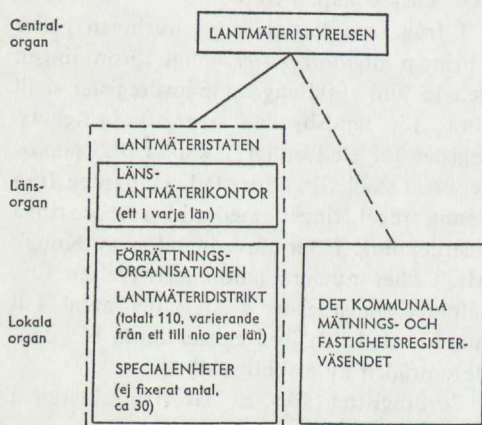 Central-
organ
LANTMÄTERISTYRELSEN
Läns-
organ
LANTMÄTERISTATEN
LÄNS-
LANTMÄTERIKONTOR
(ett i varje län)
Lokala
organ
FÖRRÄTTNINGS-
ORGANISATIONEN
LANTMÄTERIDISTRIKT
(totalt 110, varierande
från ett till nio per län)
SPECIALENHETER
(ej fixerat antal,
ca 30)
DET KOMMUNALA
MÄTNINGS- OCH
FASTIGHETSREGISTER-
VÄSENDET